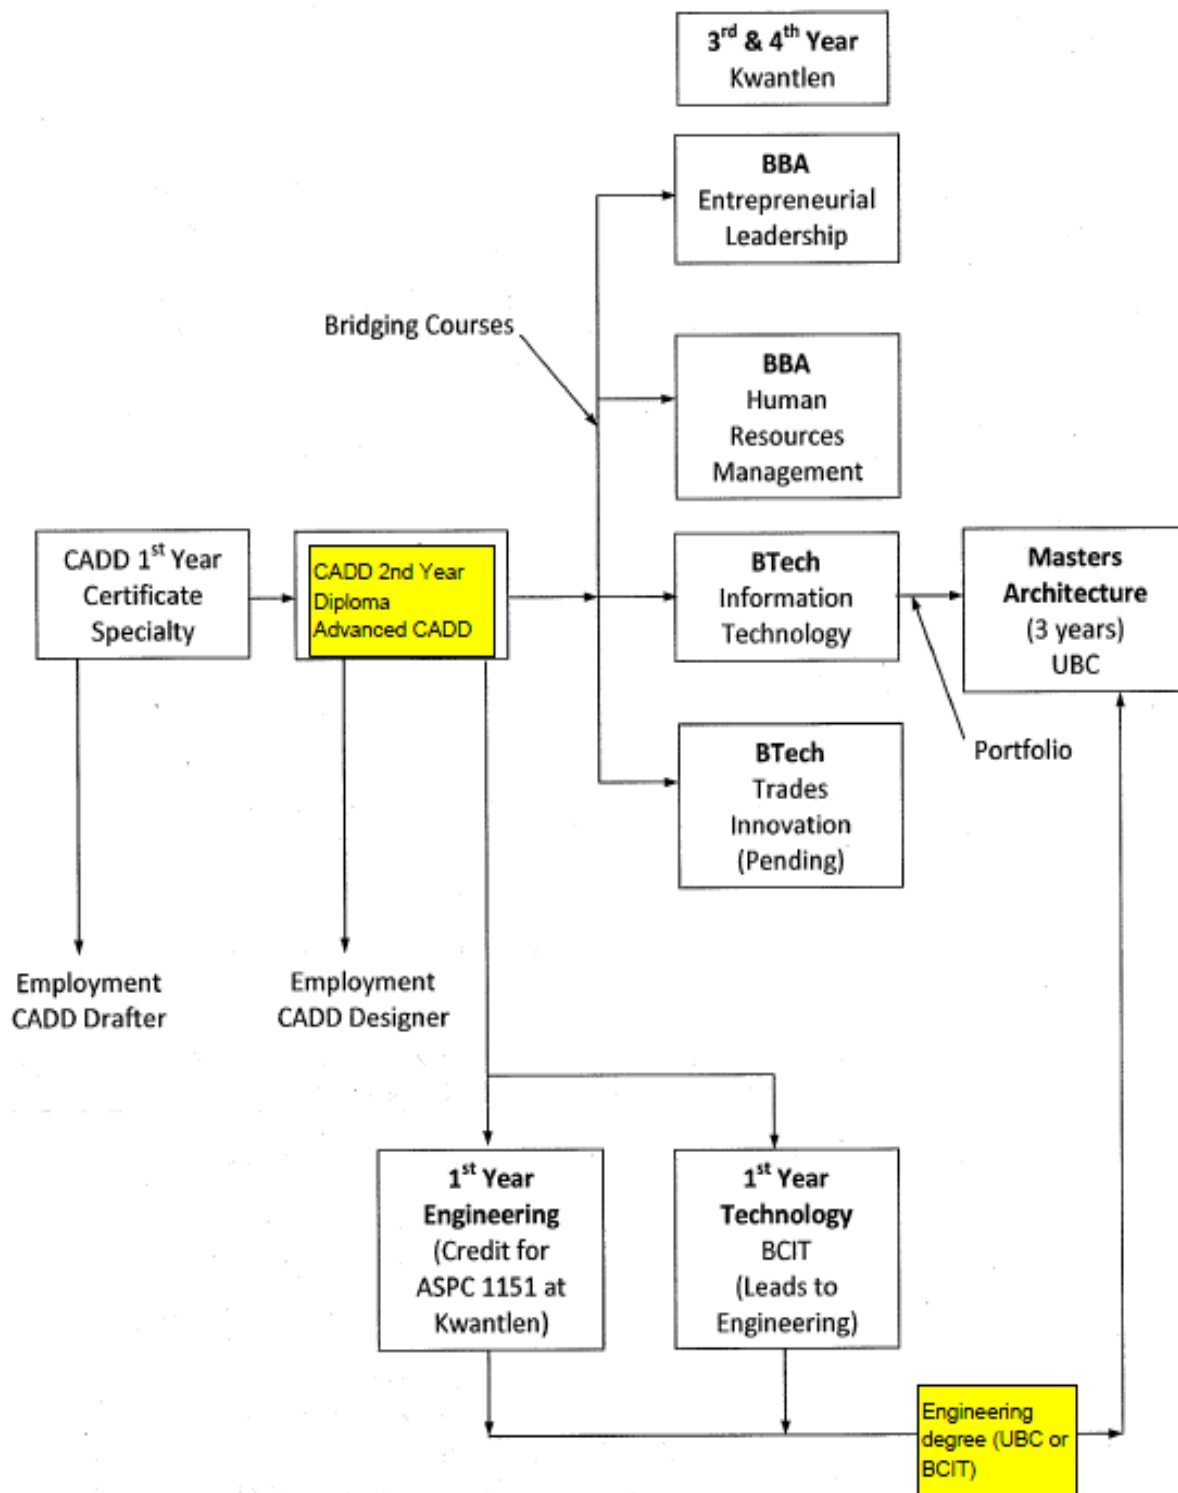 3rd & 4th Year
Kwantlen
BBA
Entrepreneurial
Leadership
Bridging Courses
BBA
Human
Resources
Management
CADD 1st Year
Certificate
Specialty
CADD 2nd Year
Diploma
Advanced CADD
BTech
Information
Technology
Masters
Architecture
(3 years)
UBC
Portfolio
BTech
Trades
Innovation
(Pending)
Employment
CADD Drafter
Employment
CADD Designer
1st Year
Engineering
(Credit for
ASPC 1151 at
Kwantlen)
1st Year
Technology
BCIT
(Leads to
Engineering)
Engineering
degree (UBC or
BCIT)